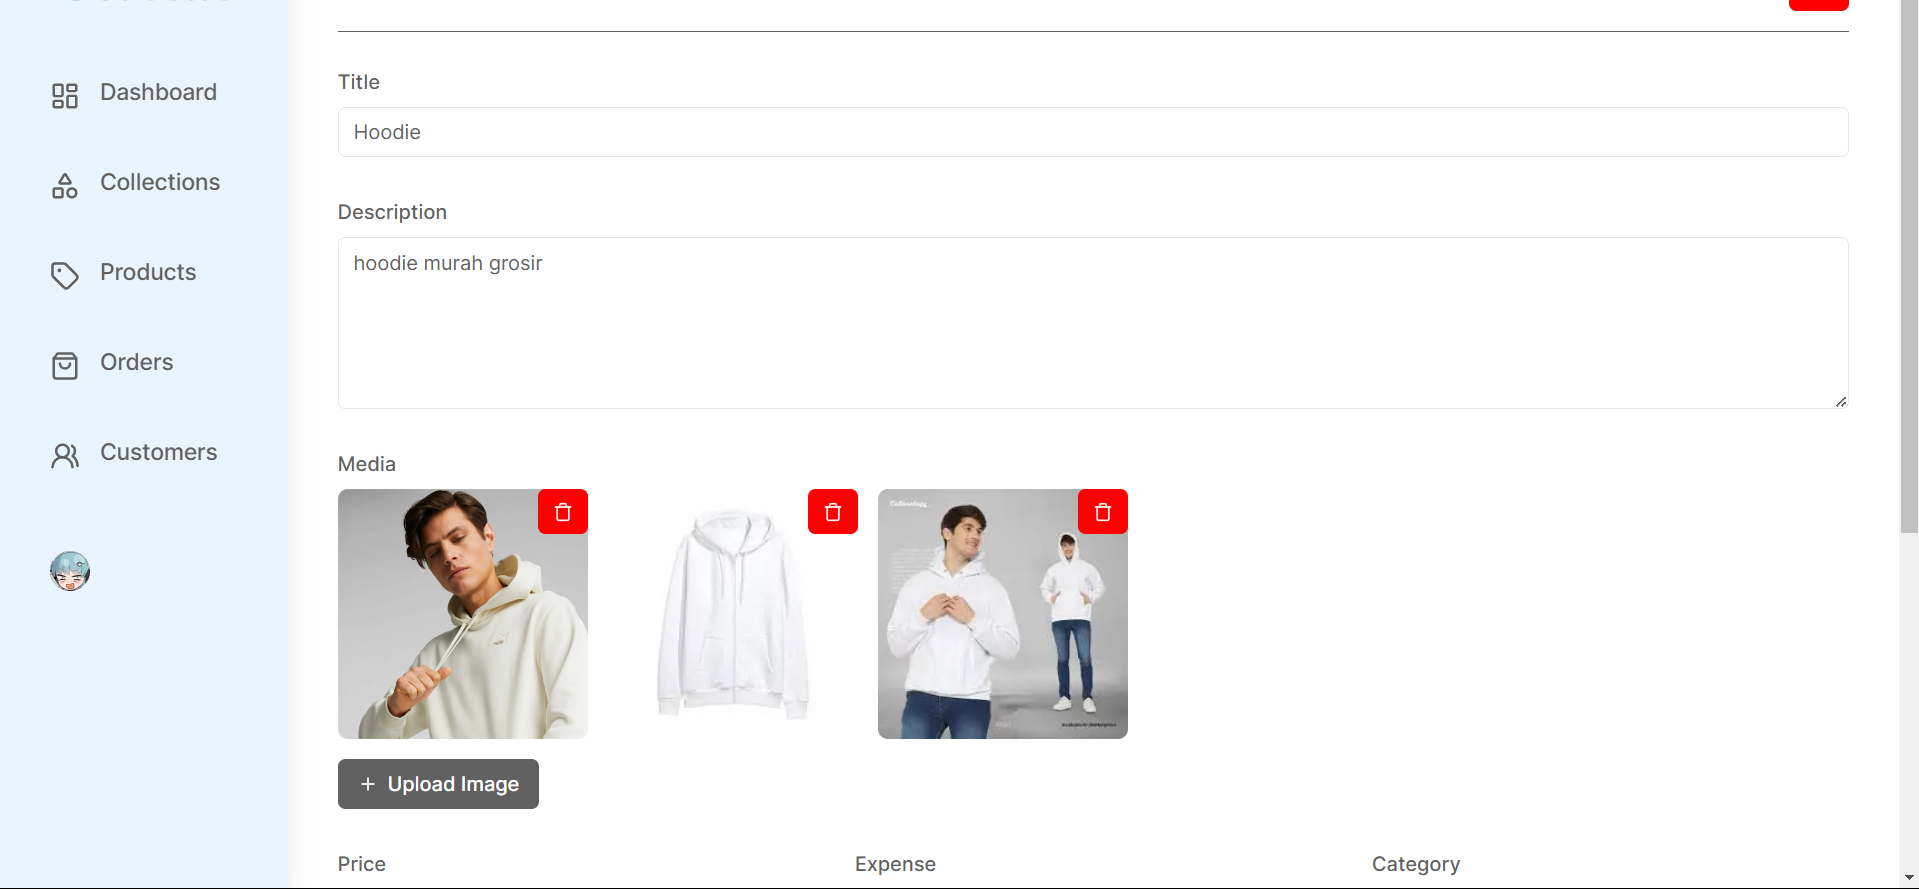 Dashboard
Collections
Products
Orders
Customers
Title
Hoodie
Description
hoodie murah grosir
Media
+ Upload Image
Price
Expense
Category